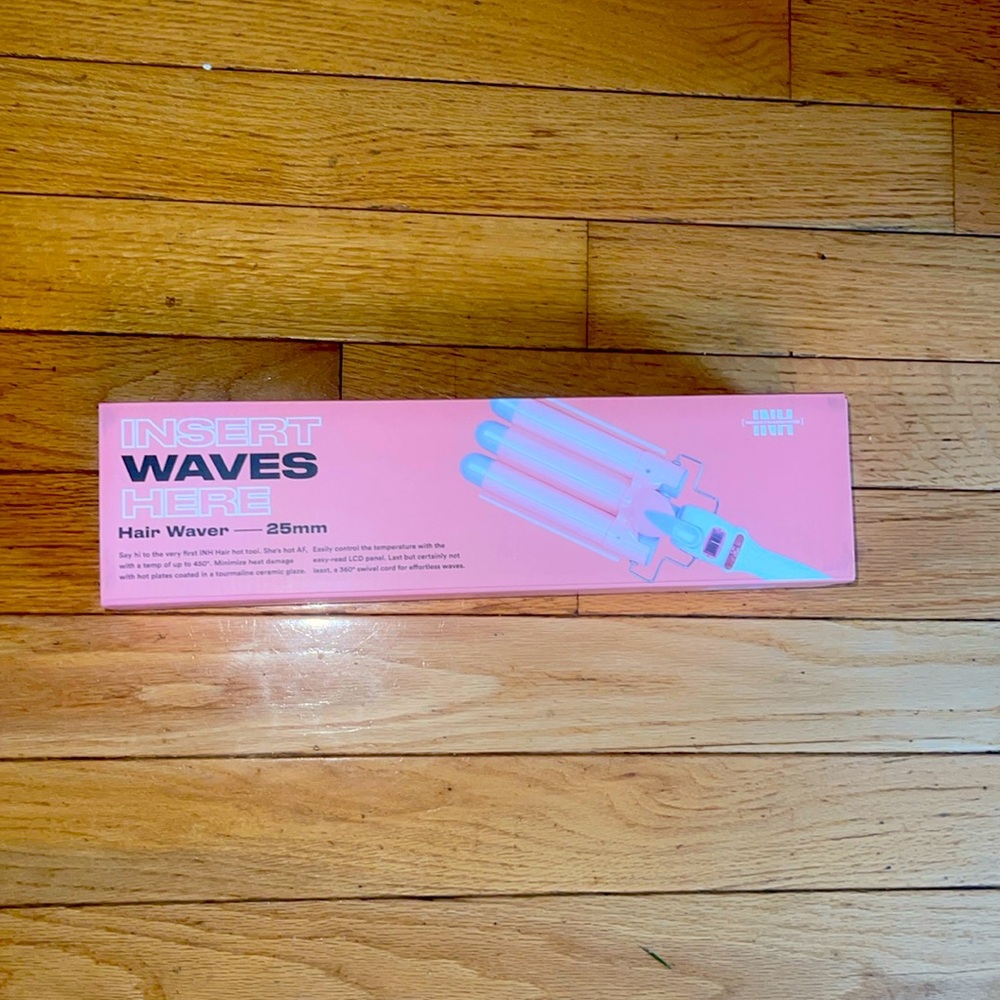 INSERT
WAVES
HERE
Hair Waver — 25mm
Say hi to the very first INH Hair hot tool. She's hot AF,
with a temp of up to 450°. Minimize heat damage
with hot plates coated in a tourmaline ceramic glaze.
Easily control the temperature with the
easy-read LCD panel. Last but certainly not
least, a 360° swivel cord for effortless waves.
INH